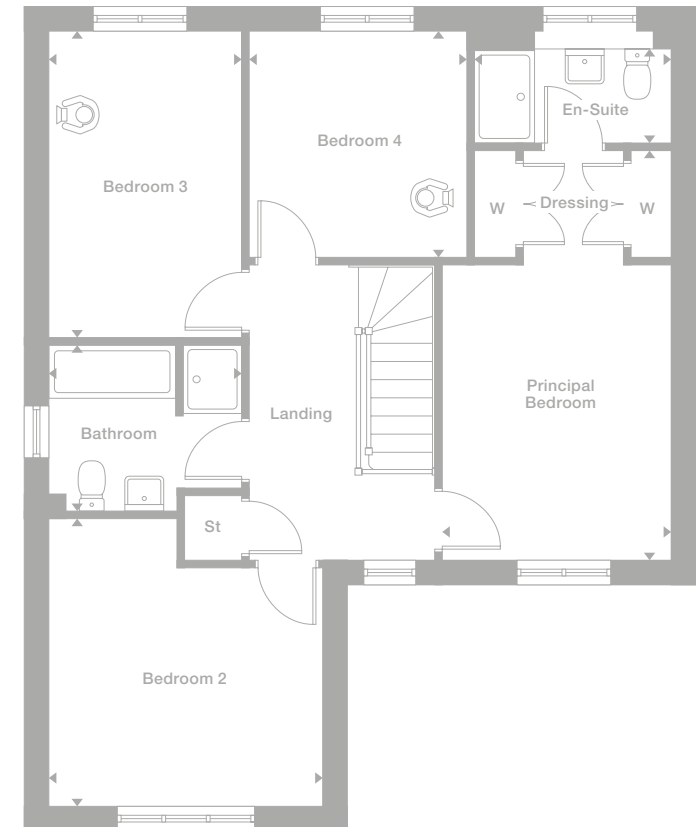 En-Suite
Bedroom 4
Bedroom 3
W
Dressing
W
Principal
Bedroom
Landing
Bathroom
St
Bedroom 2